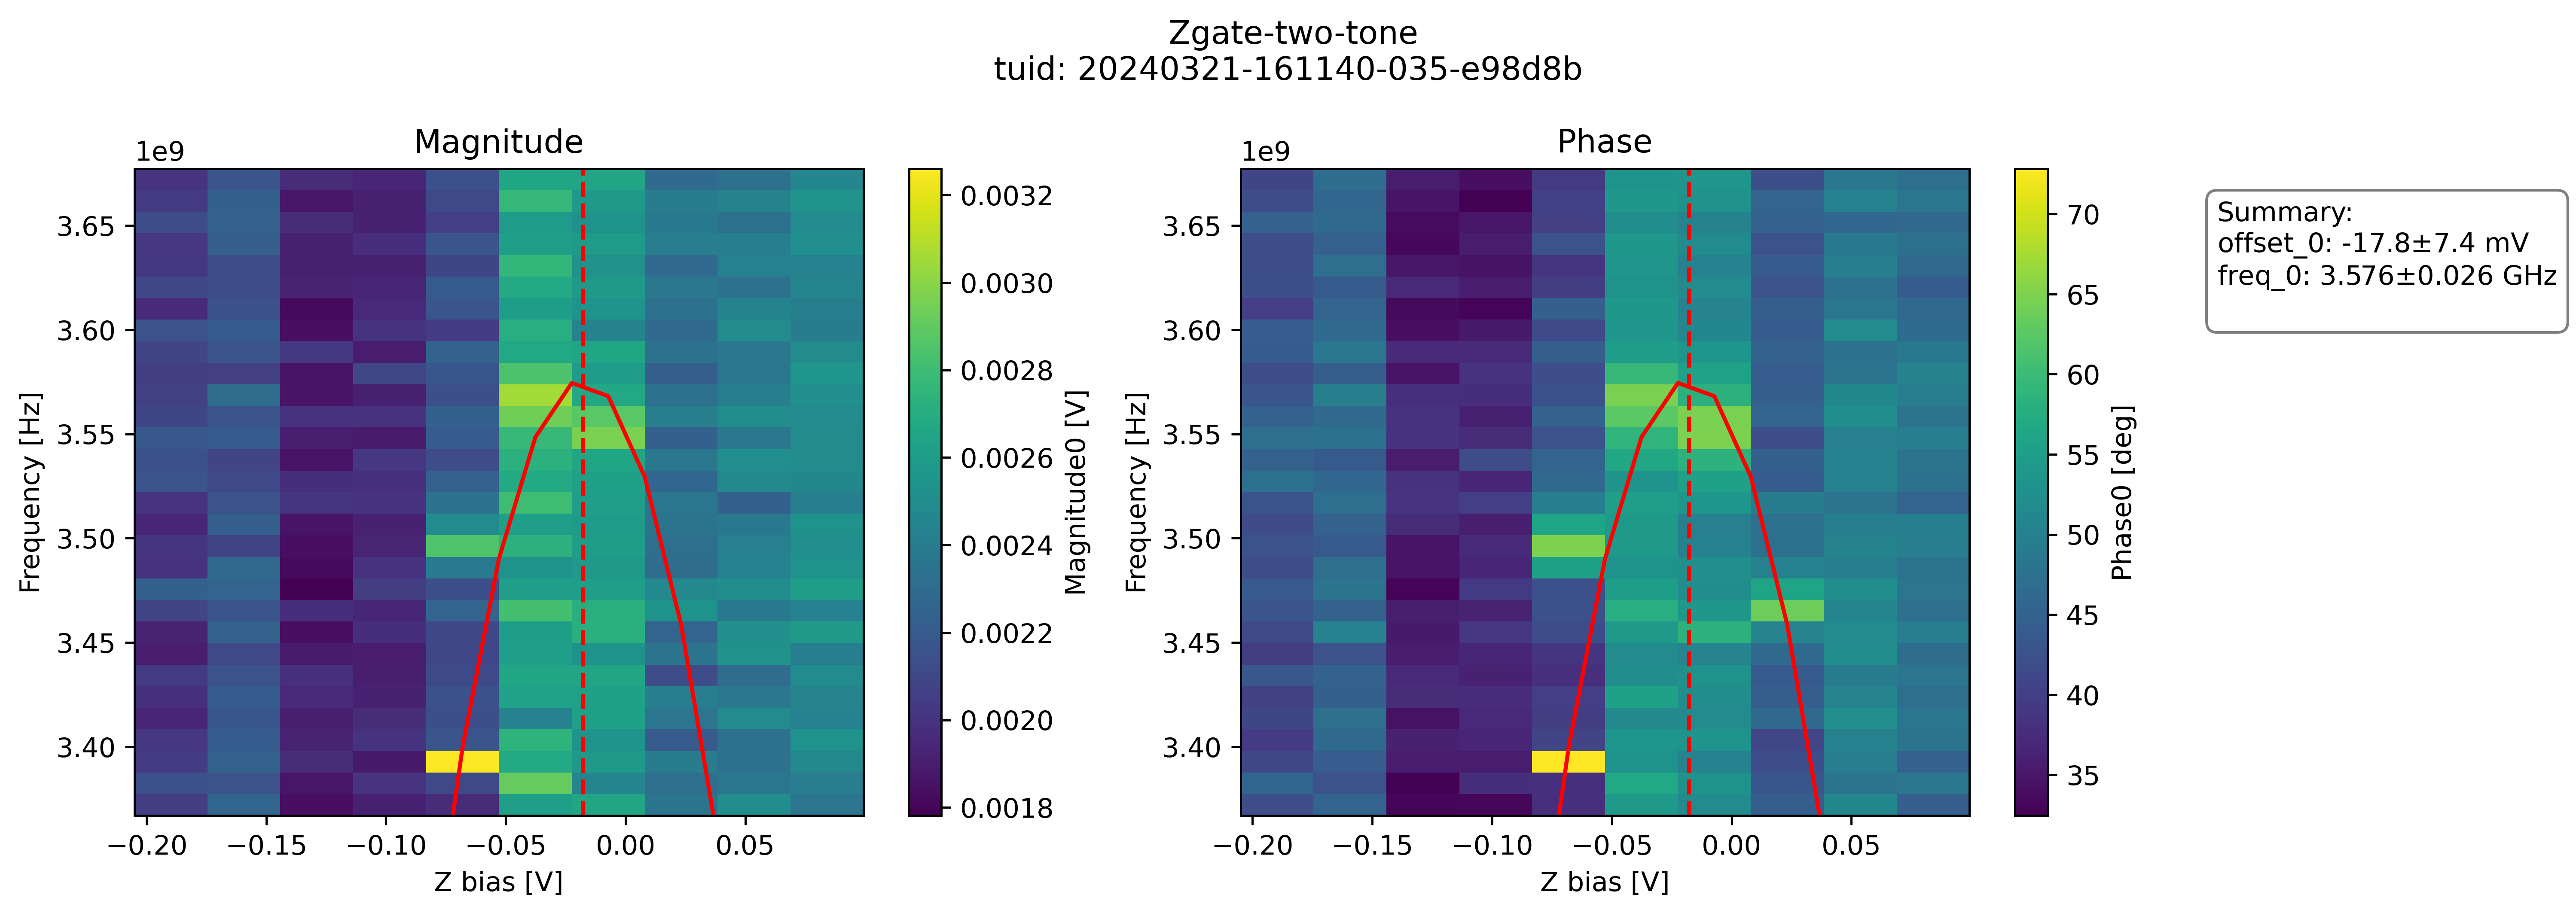 Zgate-two-tone
tuid: 20240321-161140-035-e98d8b
Magnitude
1e9
3.65
3.60
3.55
3.50
3.45
3.40
Frequency [Hz]
−0.20 −0.15 −0.10 −0.05 0.00 0.05
Z bias [V]
0.0032
0.0030
0.0028
0.0026
0.0024
0.0022
0.0020
0.0018
Magnitude0 [V]
Phase
1e9
3.65
3.60
3.55
3.50
3.45
3.40
Frequency [Hz]
−0.20 −0.15 −0.10 −0.05 0.00 0.05
Z bias [V]
70
65
60
55
50
45
40
35
Phase0 [deg]
Summary:
offset_0: -17.8±7.4 mV
freq_0: 3.576±0.026 GHz